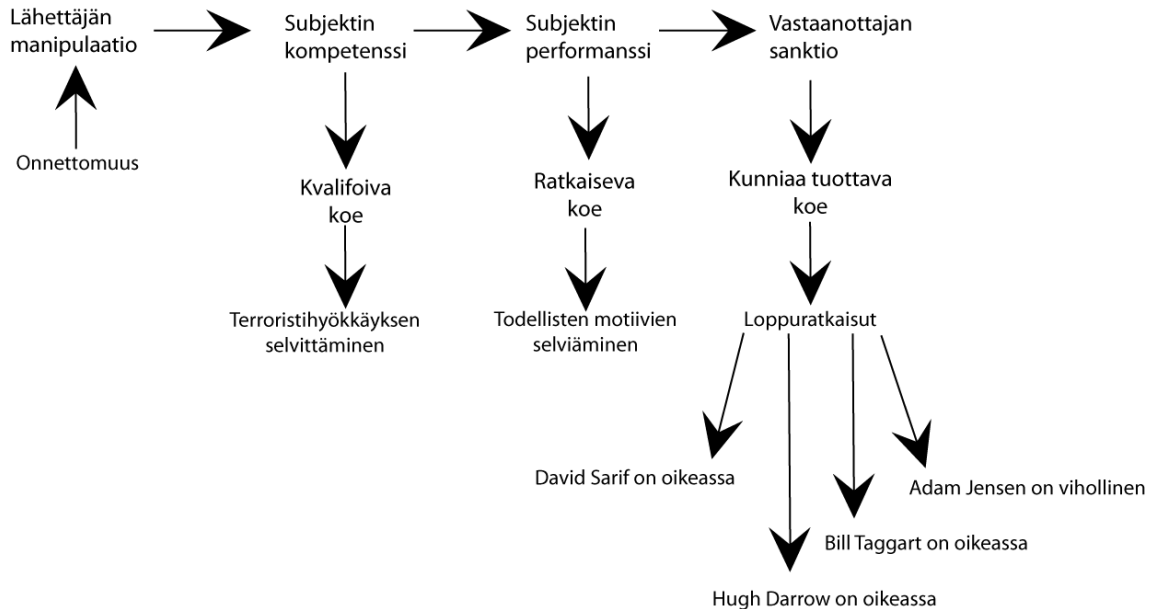 Lähettäjän
manipulaatio
Subjektin
kompetenssi
Subjektin
performanssi
Vastaanottajan
sanktio
Onnettomuus
Kvalifoiva
koe
Ratkaiseva
koe
Kunniaa tuottava
koe
Terroristihyökkäyksen
selvittäminen
Todellisten motiivien
selviäminen
Loppuratkaisut
David Sarif on oikeassa
Adam Jensen on vihollinen
Bill Taggart on oikeassa
Hugh Darrow on oikeassa